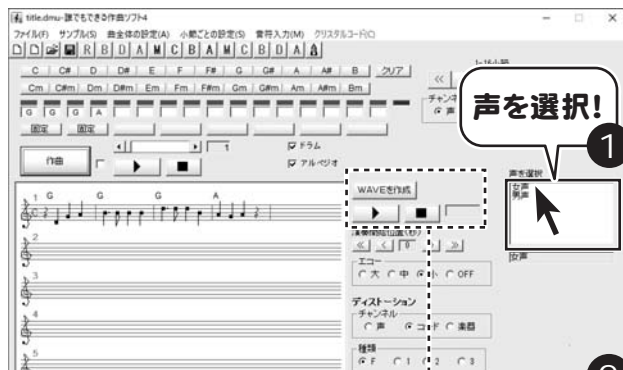 title.dmu-誰でもできる作曲ソフト4
ファイル(F) サンプル(S) 曲全体の設定(A) 小節ごとの設定(S) 音符入力(M) クリスタルコード(C)
R B D A M C B A M C B D A
C C# D D# E F F# G G# A A# B クリア
Cm C#m Dm D#m Em Fm F#m Gm G#m Am A#m Bm
G G G A
固定 固定
1
ドラム
作曲
アルペジオ
声を選択!
1
声を選択
女声
男声
女声
WAVEを作成
0
エコー
大 中 小 OFF
ディストーション
チャンネル
声 コード 楽器
種類
F 1 2 3
1 G G G A
2
3
4
5